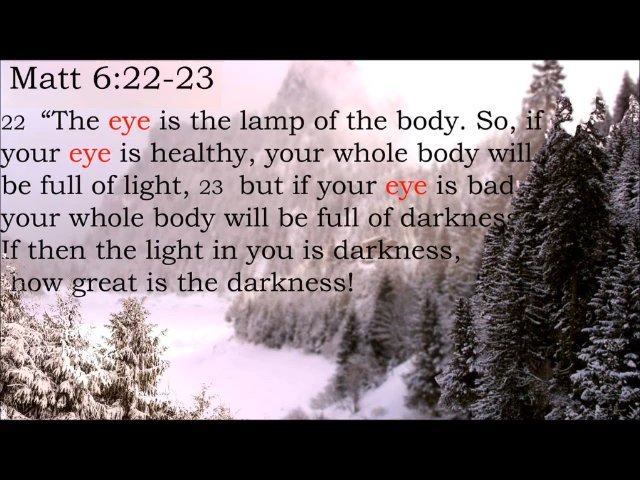 Matt 6:22-23
22 “The eye is the lamp of the body. So, if
your eye is healthy, your whole body will
be full of light, 23 but if your eye is bad,
your whole body will be full of darkness.
If then the light in you is darkness,
how great is the darkness!